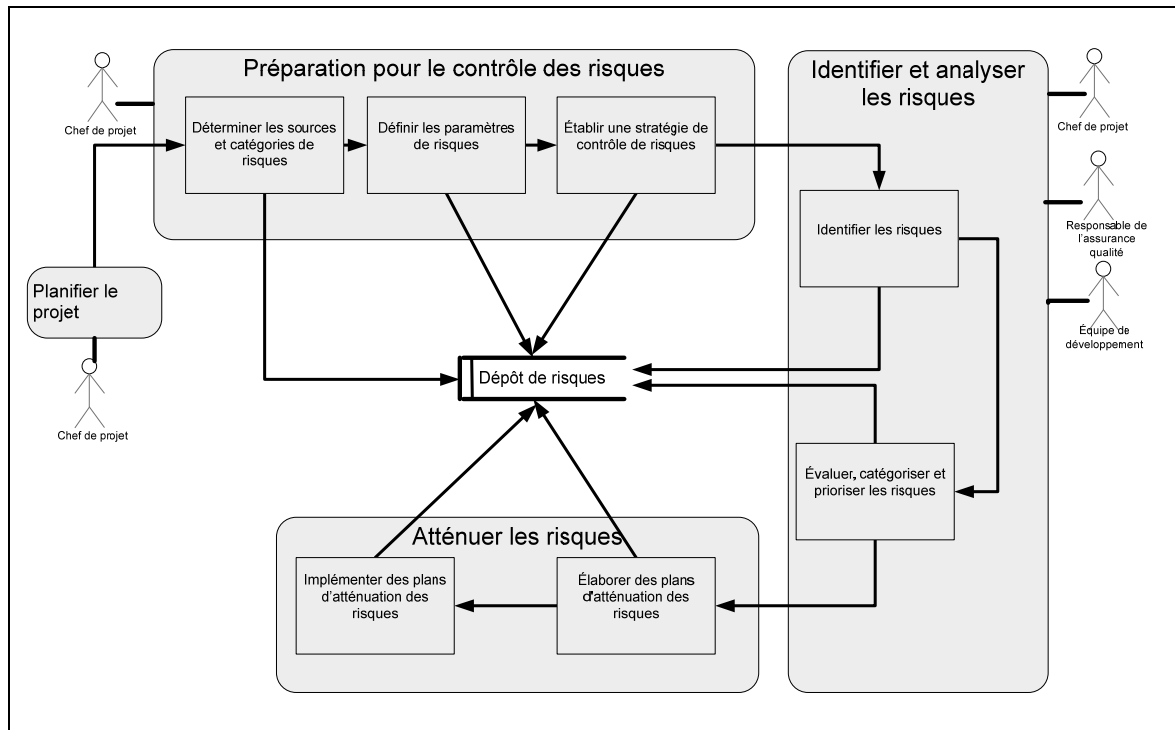 Préparation pour le contrôle des risques
Chef de projet
Déterminer les sources
et catégories de
risques
Définir les paramètres
de risques
Établir une stratégie de
contrôle de risques
Identifier et analyser
les risques
Chef de projet
Identifier les risques
Responsable de
l'assurance
qualité
Équipe de
développement
Planifier le
projet
Chef de projet
Dépôt de risques
Évaluer, catégoriser et
prioriser les risques
Atténuer les risques
Implémenter des plans
d'atténuation des
risques
Élaborer des plans
d'atténuation des
risques